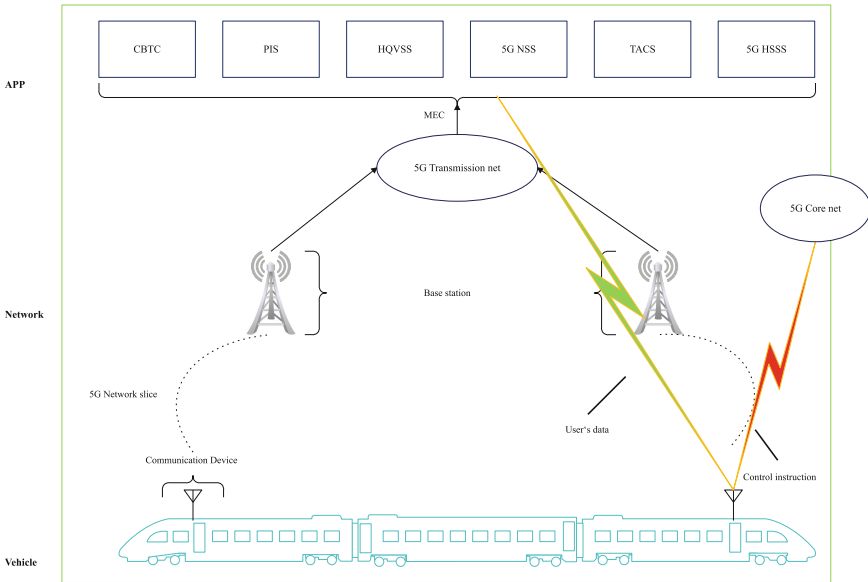 CBTC
PIS
HQVSS
5G NSS
TACS
5G HSSS
APP
MEC
5G Transmission net
5G Core net
Network
Base station
5G Network slice
User‘s data
Communication Device
Control instruction
Vehicle